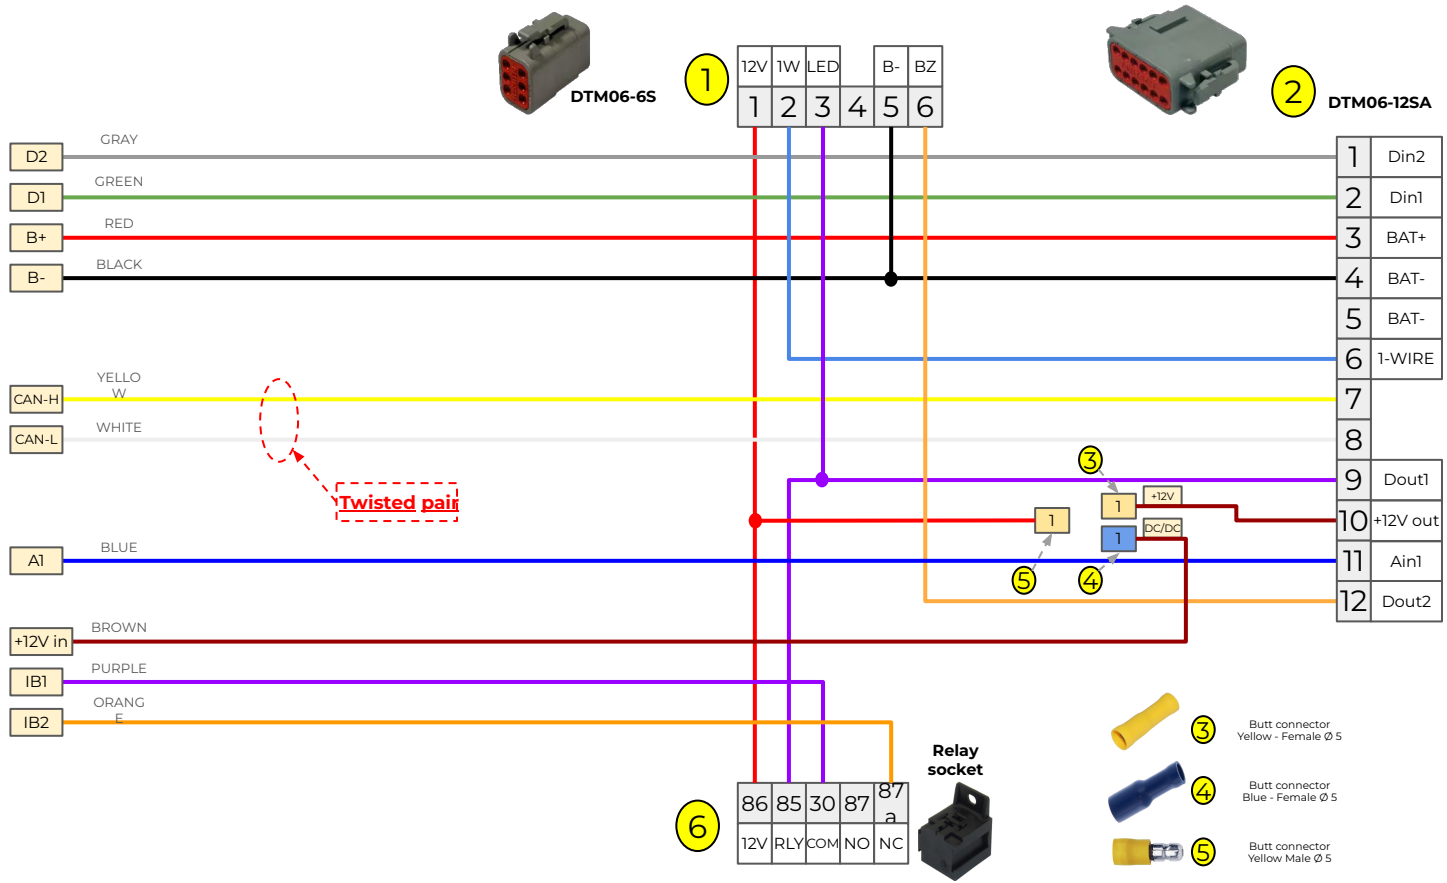 DTM06-6S
1
12V 1W LED B- BZ
1 2 3 4 5 6
2
DTM06-12SA
D2
GRAY
1 Din2
D1
GREEN
2 Din1
B+
RED
3 BAT+
B-
BLACK
4 BAT-
5 BAT-
6 1-WIRE
CAN-H
YELLO
W
7
CAN-L
WHITE
8
Twisted pair
3
9 Dout1
1
+12V
1
10 +12V out
1
DC/DC
5
4
A1
BLUE
11 Ain1
12 Dout2
+12V in
BROWN
IB1
PURPLE
IB2
ORANG
E
Relay
socket
6
86 85 30 87 87
a
12V RLY COM NO NC
3
Butt connector
Yellow - Female Ø 5
4
Butt connector
Blue - Female Ø 5
5
Butt connector
Yellow Male Ø 5